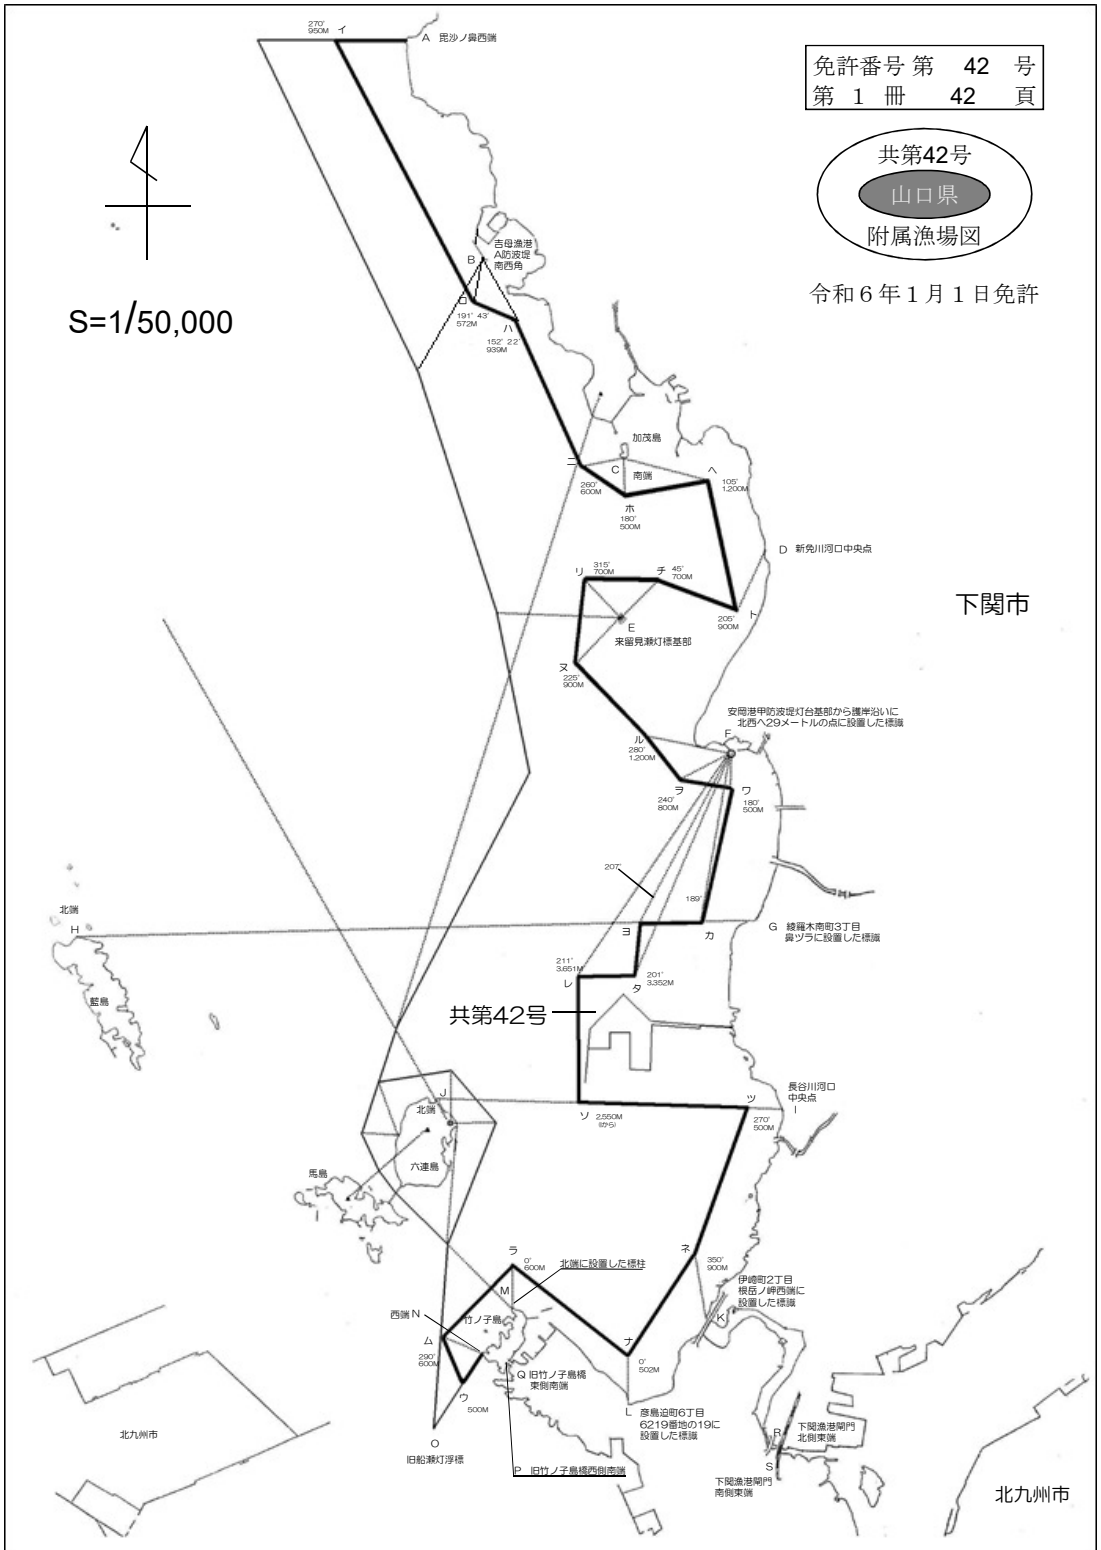 免許番号 第 42 号
第 1 冊 42 頁
共第42号
山口県
附属漁場図
令和６年１月１日免許
S=1/50,000
270°
950M
イ
A 毘沙ノ鼻西端
吉母漁港
A防波堤
南西角
B
ロ
191° 43'
572M
ハ
152° 22'
939M
加茂島
ニ
C
南端
260°
600M
ホ
180°
500M
ヘ
105°
1,200M
D 新免川河口中央点
リ
315°
700M
チ
45°
700M
ト
205°
900M
下関市
E
来留見瀬灯標基部
ヌ
225°
900M
安岡港甲防波堤灯台基部から護岸沿いに
北西へ29メートルの点に設置した標識
F
ル
280°
1,200M
ヲ
240°
800M
ワ
180°
500M
207°
189°
北端
H
藍島
ヨ
カ
G 綾羅木南町3丁目
鼻ヅラに設置した標識
211°
3,651M
レ
タ
201°
3,352M
共第42号
J
北端
六連島
馬島
ソ
2,550M
(Iから)
ツ
270°
500M
長谷川河口
中央点
I
ラ
0°
600M
北端に設置した標柱
M
竹ノ子島
西端 N
ム
290°
600M
ウ
500M
O
旧船瀬灯浮標
Q 旧竹ノ子島橋
東側南端
P 旧竹ノ子島橋西側南端
ネ
350°
900M
伊崎町2丁目
根岳ノ岬西端に
設置した標識
K
ナ
0°
502M
L 彦島迫町6丁目
6219番地の19に
設置した標識
R
下関漁港閘門
北側東端
S
下関漁港閘門
南側東端
北九州市
北九州市